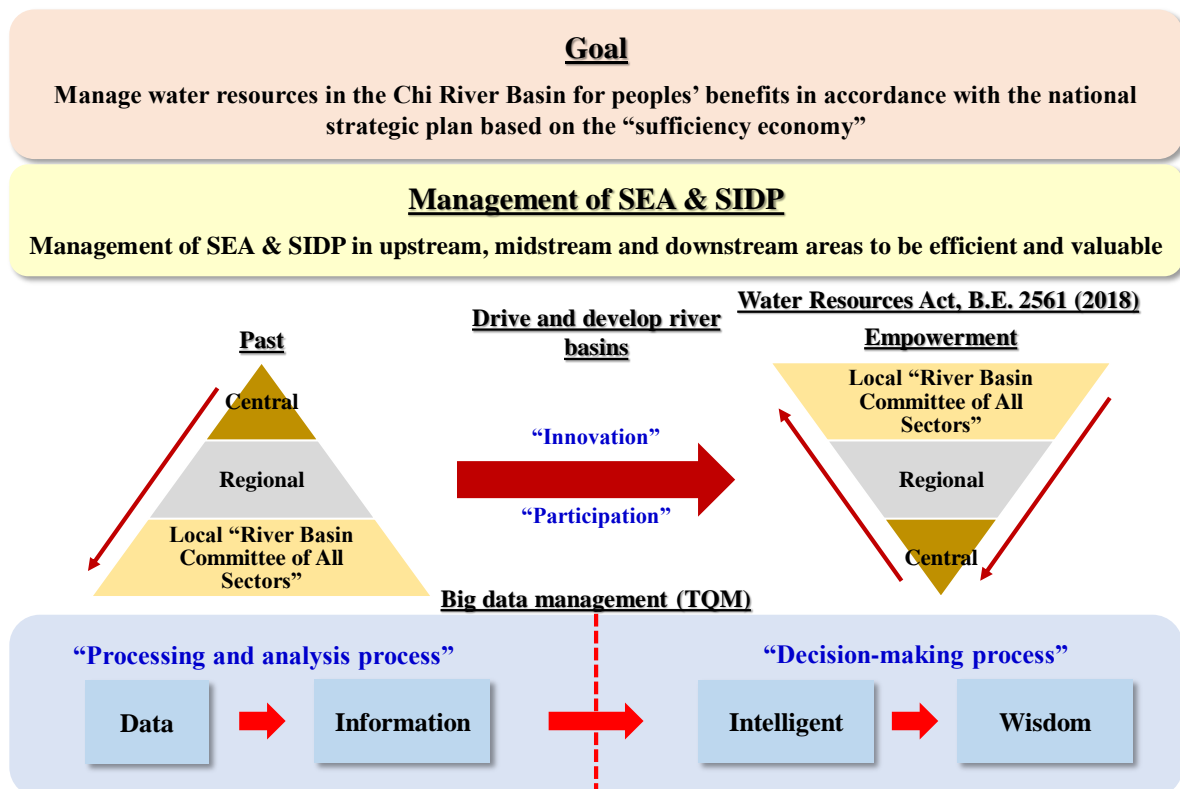 Goal
Manage water resources in the Chi River Basin for peoples’ benefits in accordance with the national
strategic plan based on the “sufficiency economy”
Management of SEA & SIDP
Management of SEA & SIDP in upstream, midstream and downstream areas to be efficient and valuable
Past
Central
Regional
Local “River Basin
Committee of All
Sectors”
Drive and develop river
basins
“Innovation”
“Participation”
Water Resources Act, B.E. 2561 (2018)
Empowerment
Local “River Basin
Committee of All
Sectors”
Regional
Central
Big data management (TQM)
“Processing and analysis process”
Data
Information
“Decision-making process”
Intelligent
Wisdom